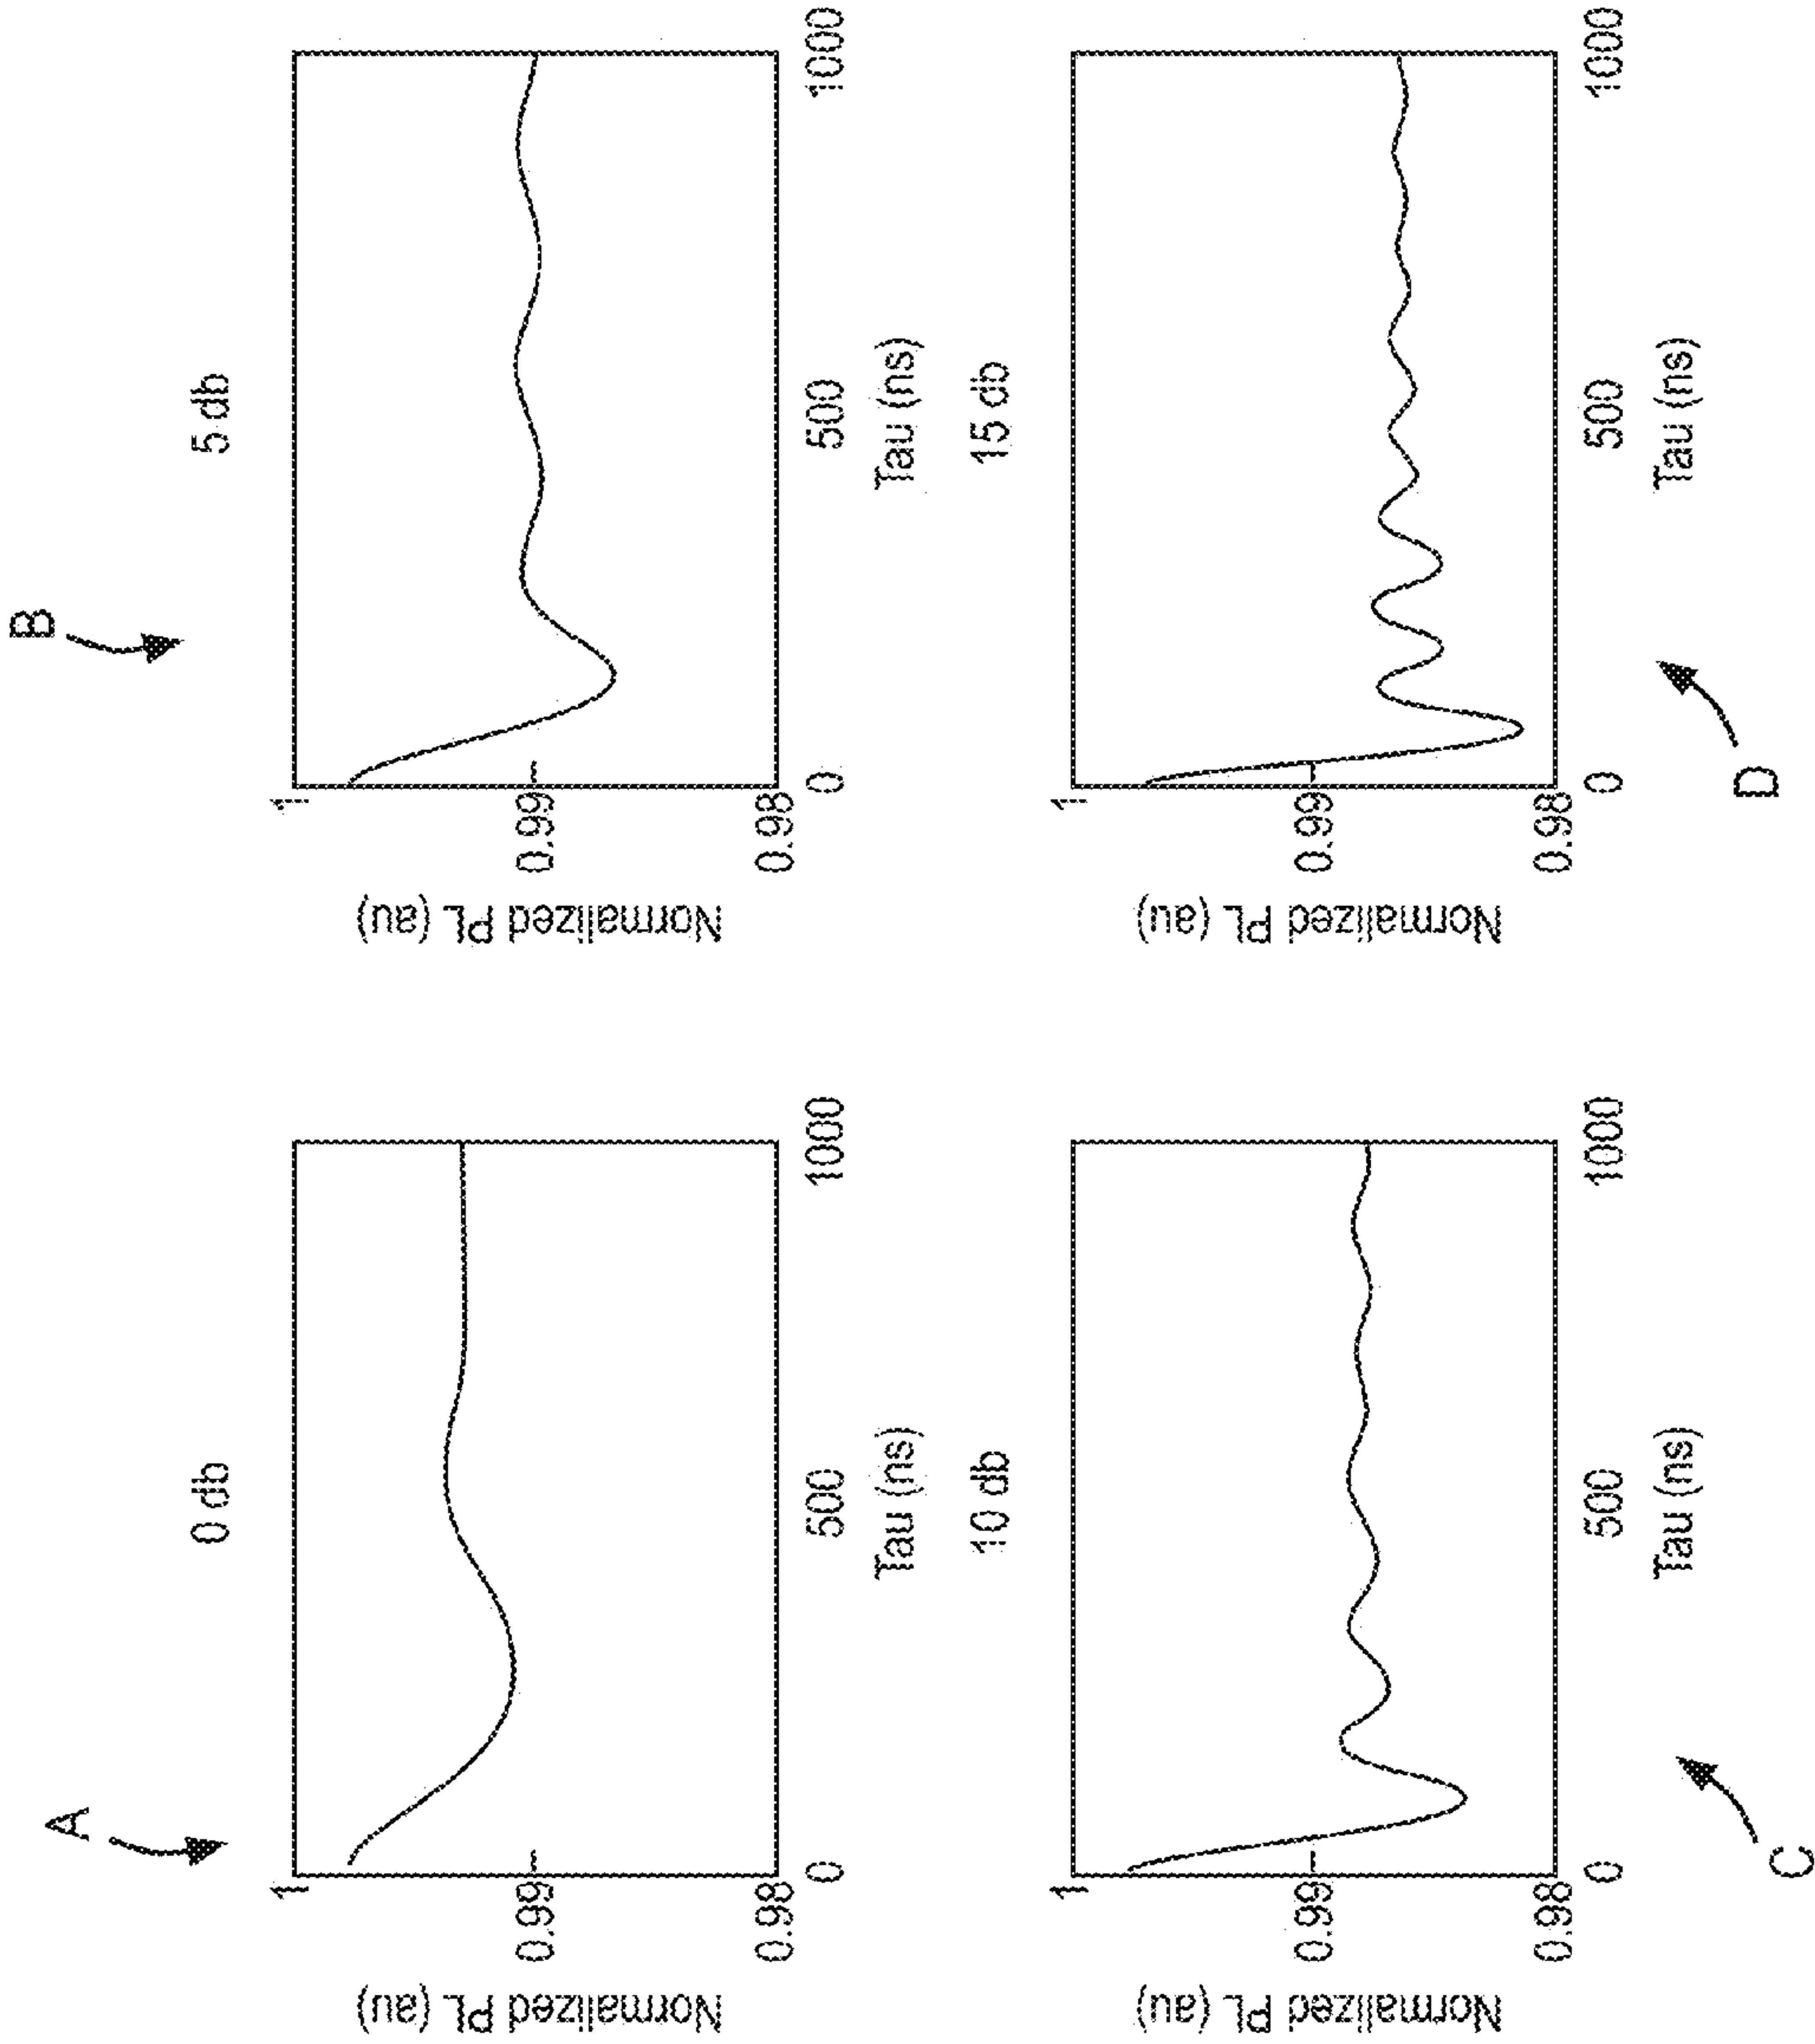 A
0 db
1
0.99
0.98
Normalized PL (au)
0
500
1000
Tau (ns)
B
5 db
1
0.99
0.98
Normalized PL (au)
0
500
1000
Tau (ns)
C
10 db
1
0.99
0.98
Normalized PL (au)
0
500
1000
Tau (ns)
D
15 db
1
0.99
0.98
Normalized PL (au)
0
500
1000
Tau (ns)